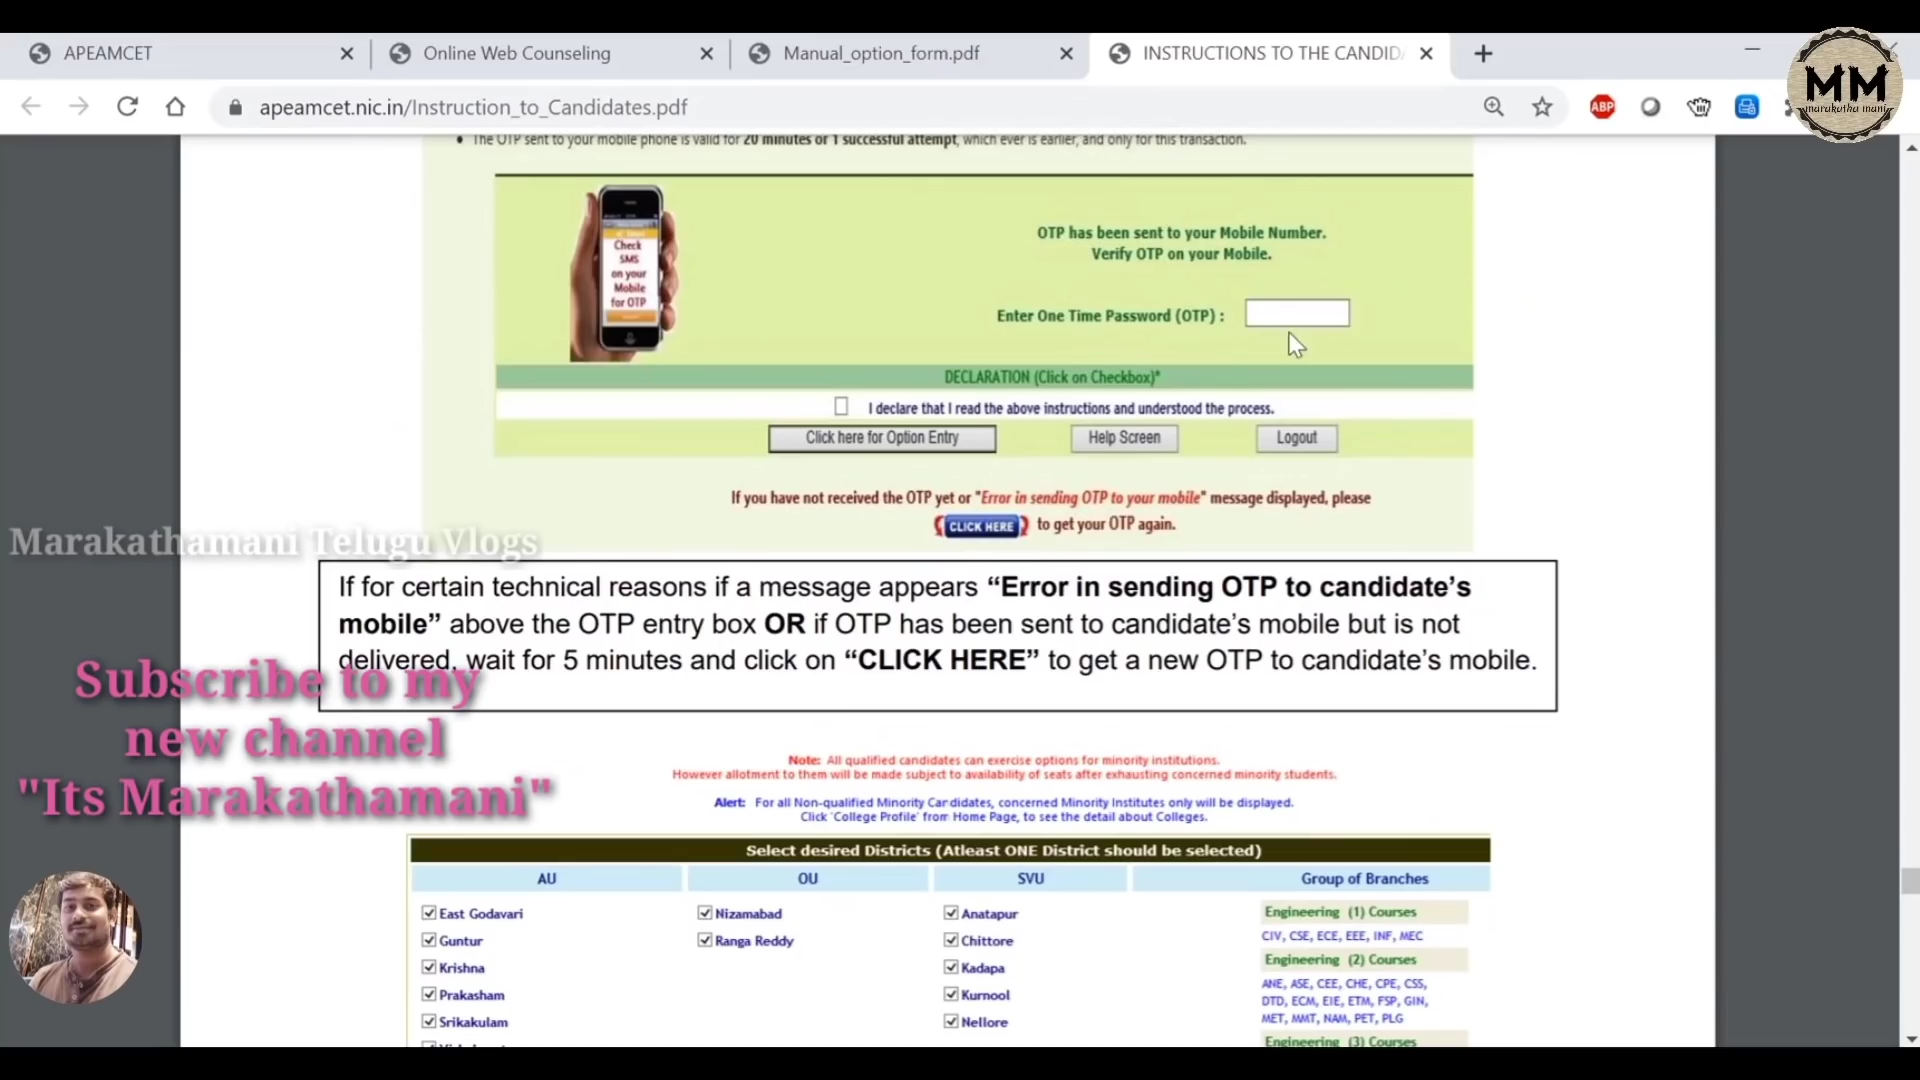 APEAMCET
Online Web Counseling
Manual_option_form.pdf
INSTRUCTIONS TO THE CANDID
MM
marakatha mani
apeamcet.nic.in/Instruction_to_Candidates.pdf
ABP
• The OTP sent to your mobile phone is valid for 20 minutes or 1 successful attempt, which ever is earlier, and only for this transaction.
Check
SMS
on your
Mobile
for OTP
OTP has been sent to your Mobile Number.
Verify OTP on your Mobile.
Enter One Time Password (OTP) :
DECLARATION (Click on Checkbox)*
I declare that I read the above instructions and understood the process.
Click here for Option Entry
Help Screen
Logout
If you have not received the OTP yet or "Error in sending OTP to your mobile" message displayed, please
CLICK HERE to get your OTP again.
Marakathamani Telugu Vlogs
If for certain technical reasons if a message appears “Error in sending OTP to candidate’s
mobile” above the OTP entry box OR if OTP has been sent to candidate’s mobile but is not
delivered, wait for 5 minutes and click on “CLICK HERE” to get a new OTP to candidate’s mobile.
Subscribe to my
new channel
"Its Marakathamani"
Note: All qualified candidates can exercise options for minority institutions.
However allotment to them will be made subject to availability of seats after exhausting concerned minority students.
Alert: For all Non-qualified Minority Candidates, concerned Minority Institutes only will be displayed.
Click 'College Profile' from Home Page, to see the detail about Colleges.
Select desired Districts (Atleast ONE District should be selected)
AU
OU
SVU
Group of Branches
East Godavari
Nizamabad
Anatapur
Engineering (1) Courses
Guntur
Ranga Reddy
Chittore
CIV, CSE, ECE, EEE, INF, MEC
Krishna
Kadapa
Engineering (2) Courses
Prakasham
Kurnool
ANE, ASE, CEE, CHE, CPE, CSS,
DTD, ECM, EIE, ETM, FSP, GIN,
MET, MMT, NAM, PET, PLG
Srikakulam
Nellore
Engineering (3) Courses